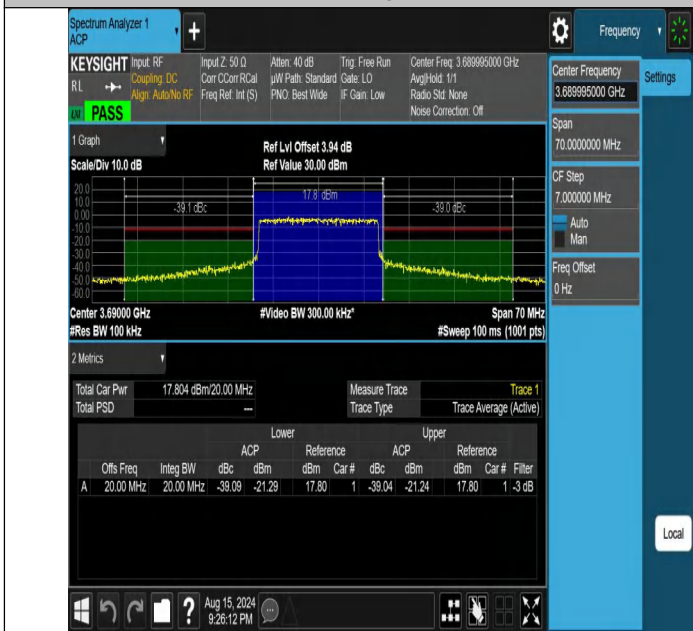 Spectrum Analyzer 1
ACP
+
Frequency
KEYSIGHT Input: RF Input Z: 50 Ω Atten: 40 dB Trig: Free Run Center Freq: 3.689995000 GHz
RL Coupling: DC Corr CCorr RCal µW Path: Standard Gate: LO Avg|Hold: 1/1
Align: Auto/No RF Freq Ref: Int (S) PNO: Best Wide IF Gain: Low Radio Std: None
LXI PASS Noise Correction: Off
Center Frequency
3.689995000 GHz
Settings
Span
70.0000000 MHz
CF Step
7.000000 MHz
Auto
Man
Freq Offset
0 Hz
1 Graph
Ref Lvl Offset 3.94 dB
Scale/Div 10.0 dB Ref Value 30.00 dBm
20.0
10.0
0.00
-10.0
-20.0
-30.0
-40.0
-50.0
-60.0
-39.1 dBc 17.8 dBm -39.0 dBc
Center 3.69000 GHz #Video BW 300.00 kHz* Span 70 MHz
#Res BW 100 kHz #Sweep 100 ms (1001 pts)
2 Metrics
Total Car Pwr 17.804 dBm/20.00 MHz Measure Trace Trace 1
Total PSD --- Trace Type Trace Average (Active)
Lower Upper
ACP Reference ACP Reference
Offs Freq Integ BW dBc dBm dBm Car # dBc dBm dBm Car # Filter
A 20.00 MHz 20.00 MHz -39.09 -21.29 17.80 1 -39.04 -21.24 17.80 1 -3 dB
Local
? Aug 15, 2024
9:26:12 PM